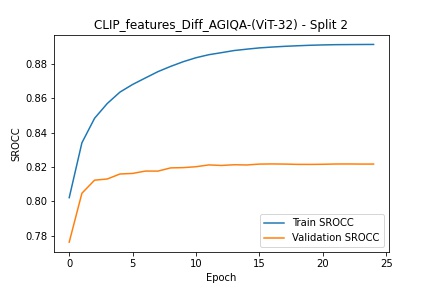 CLIP_features_Diff_AGIQA-(ViT-32) - Split 2
0.88
0.86
0.84
0.82
0.80
0.78
SROCC
Train SROCC
Validation SROCC
0 5 10 15 20 25
Epoch